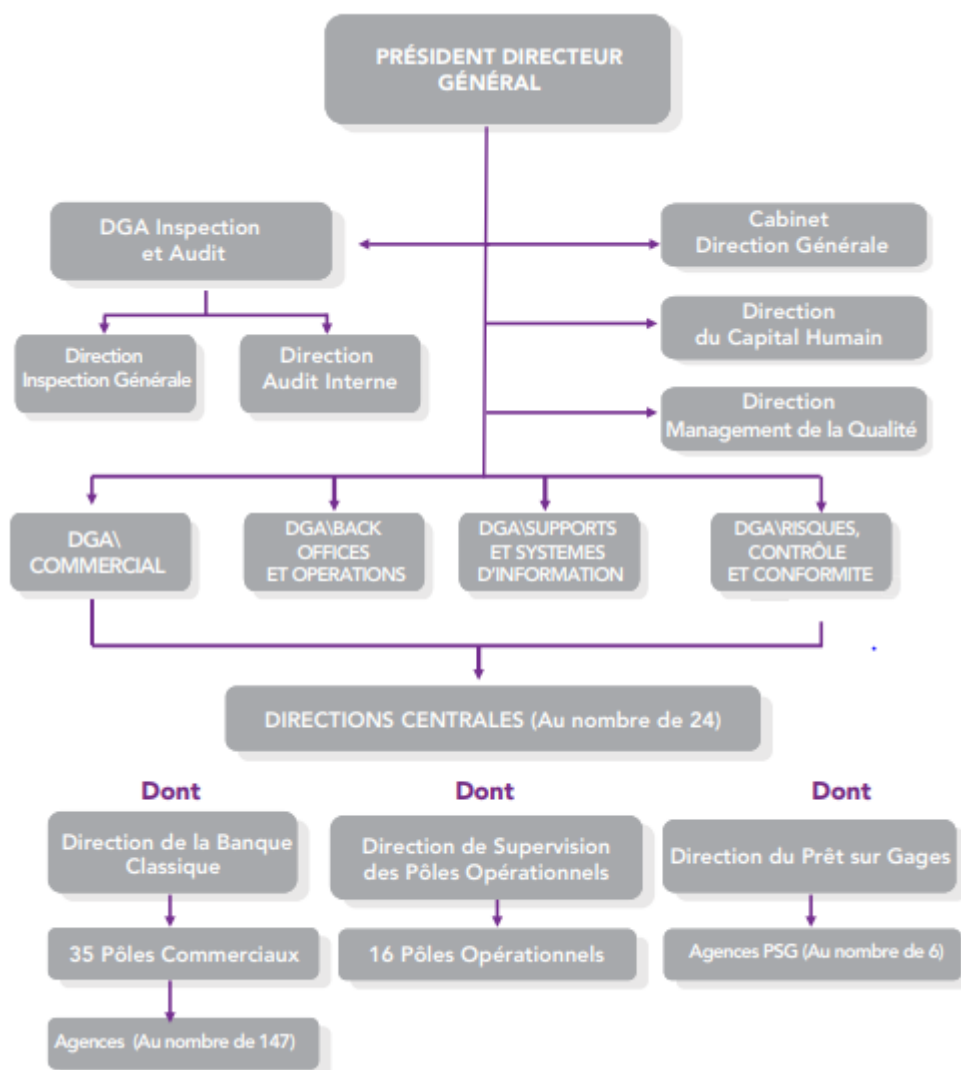 PRÉSIDENT DIRECTEUR
GÉNÉRAL
DGA Inspection
et Audit
Cabinet
Direction Générale
Direction
Inspection Générale
Direction
Audit Interne
Direction
du Capital Humain
Direction
Management de la Qualité
DGA\
COMMERCIAL
DGA\BACK
OFFICES
ET OPERATIONS
DGA\SUPPORTS
ET SYSTEMES
D'INFORMATION
DGA\RISQUES,
CONTRÔLE
ET CONFORMITE
DIRECTIONS CENTRALES (Au nombre de 24)
Dont
Dont
Dont
Direction de la Banque
Classique
Direction de Supervision
des Pôles Opérationnels
Direction du Prêt sur Gages
35 Pôles Commerciaux
16 Pôles Opérationnels
Agences PSG (Au nombre de 6)
Agences (Au nombre de 147)